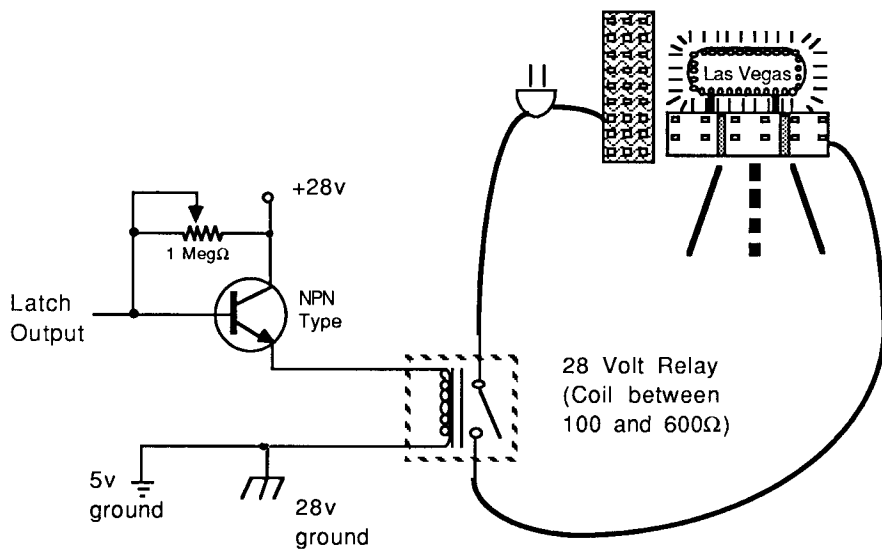 Las Vegas
+28v
1 MegΩ
Latch
Output
NPN
Type
28 Volt Relay
(Coil between
100 and 600Ω)
5v
ground
28v
ground